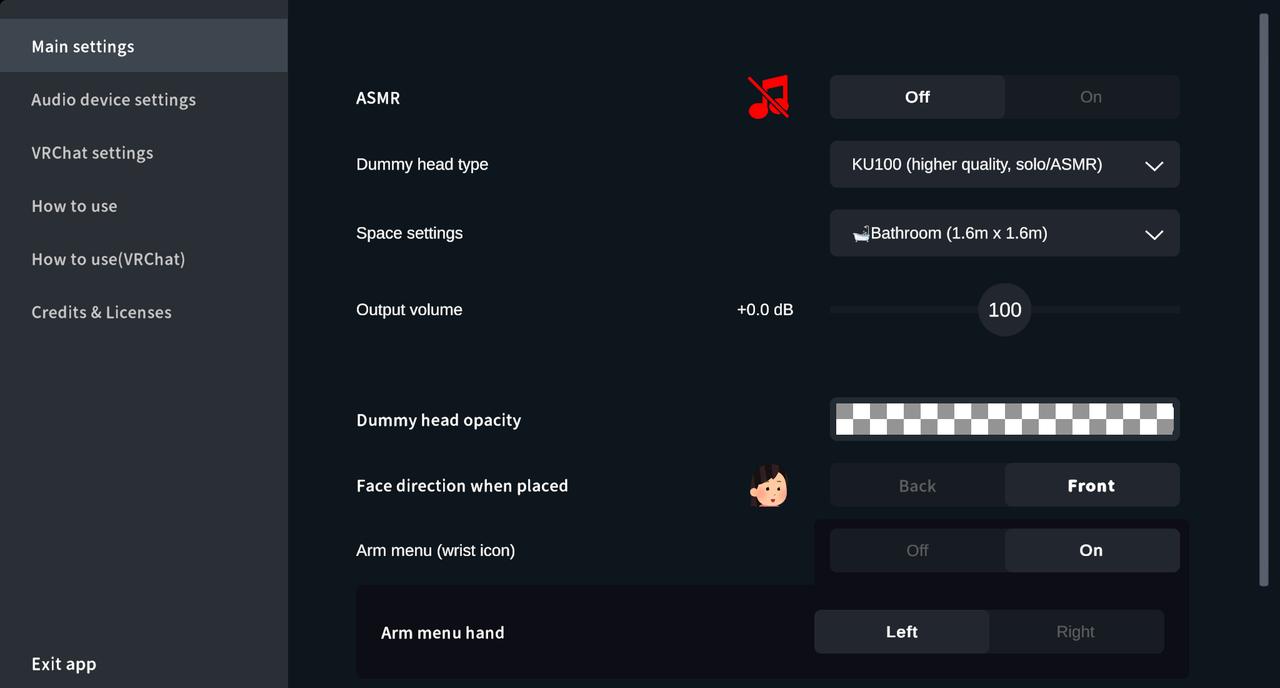 Main settings
Audio device settings
VRChat settings
How to use
How to use(VRChat)
Credits & Licenses
Exit app
ASMR
Off On
Dummy head type
KU100 (higher quality, solo/ASMR)
Space settings
Bathroom (1.6m x 1.6m)
Output volume
+0.0 dB
100
Dummy head opacity
Face direction when placed
Back Front
Arm menu (wrist icon)
Off On
Arm menu hand
Left Right